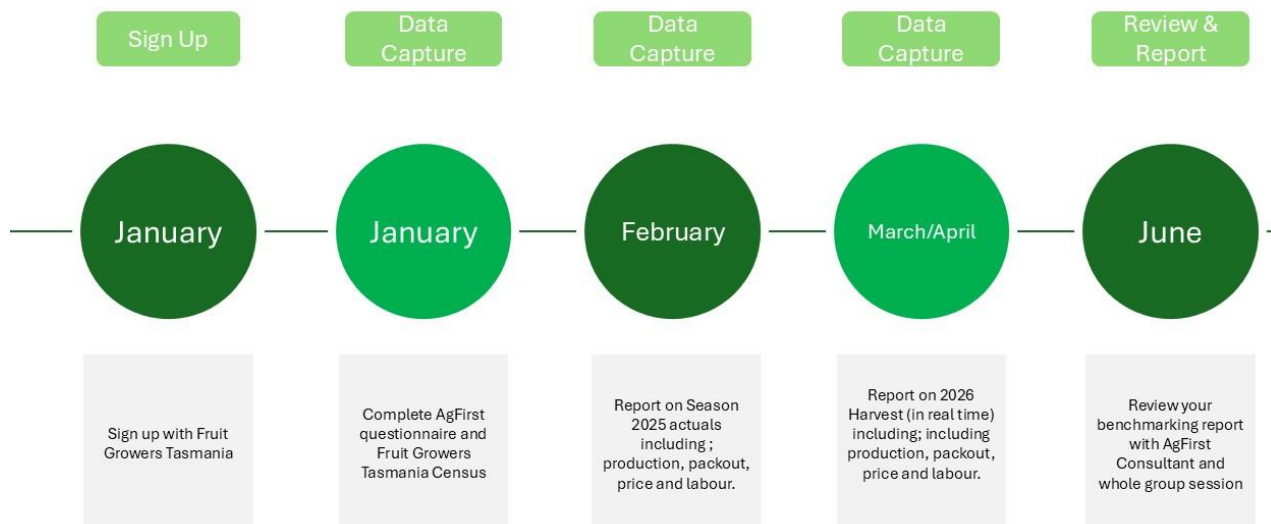 Sign Up
Data
Capture
Data
Capture
Data
Capture
Review &
Report
January
January
February
March/April
June
Sign up with Fruit
Growers Tasmania
Complete AgFirst
questionnaire and
Fruit Growers
Tasmania Census
Report on Season
2025 actuals
including ;
production, packout,
price and labour.
Report on 2026
Harvest (in real time)
including; including
production, packout,
price and labour.
Review your
benchmarking report
with AgFirst
Consultant and
whole group session